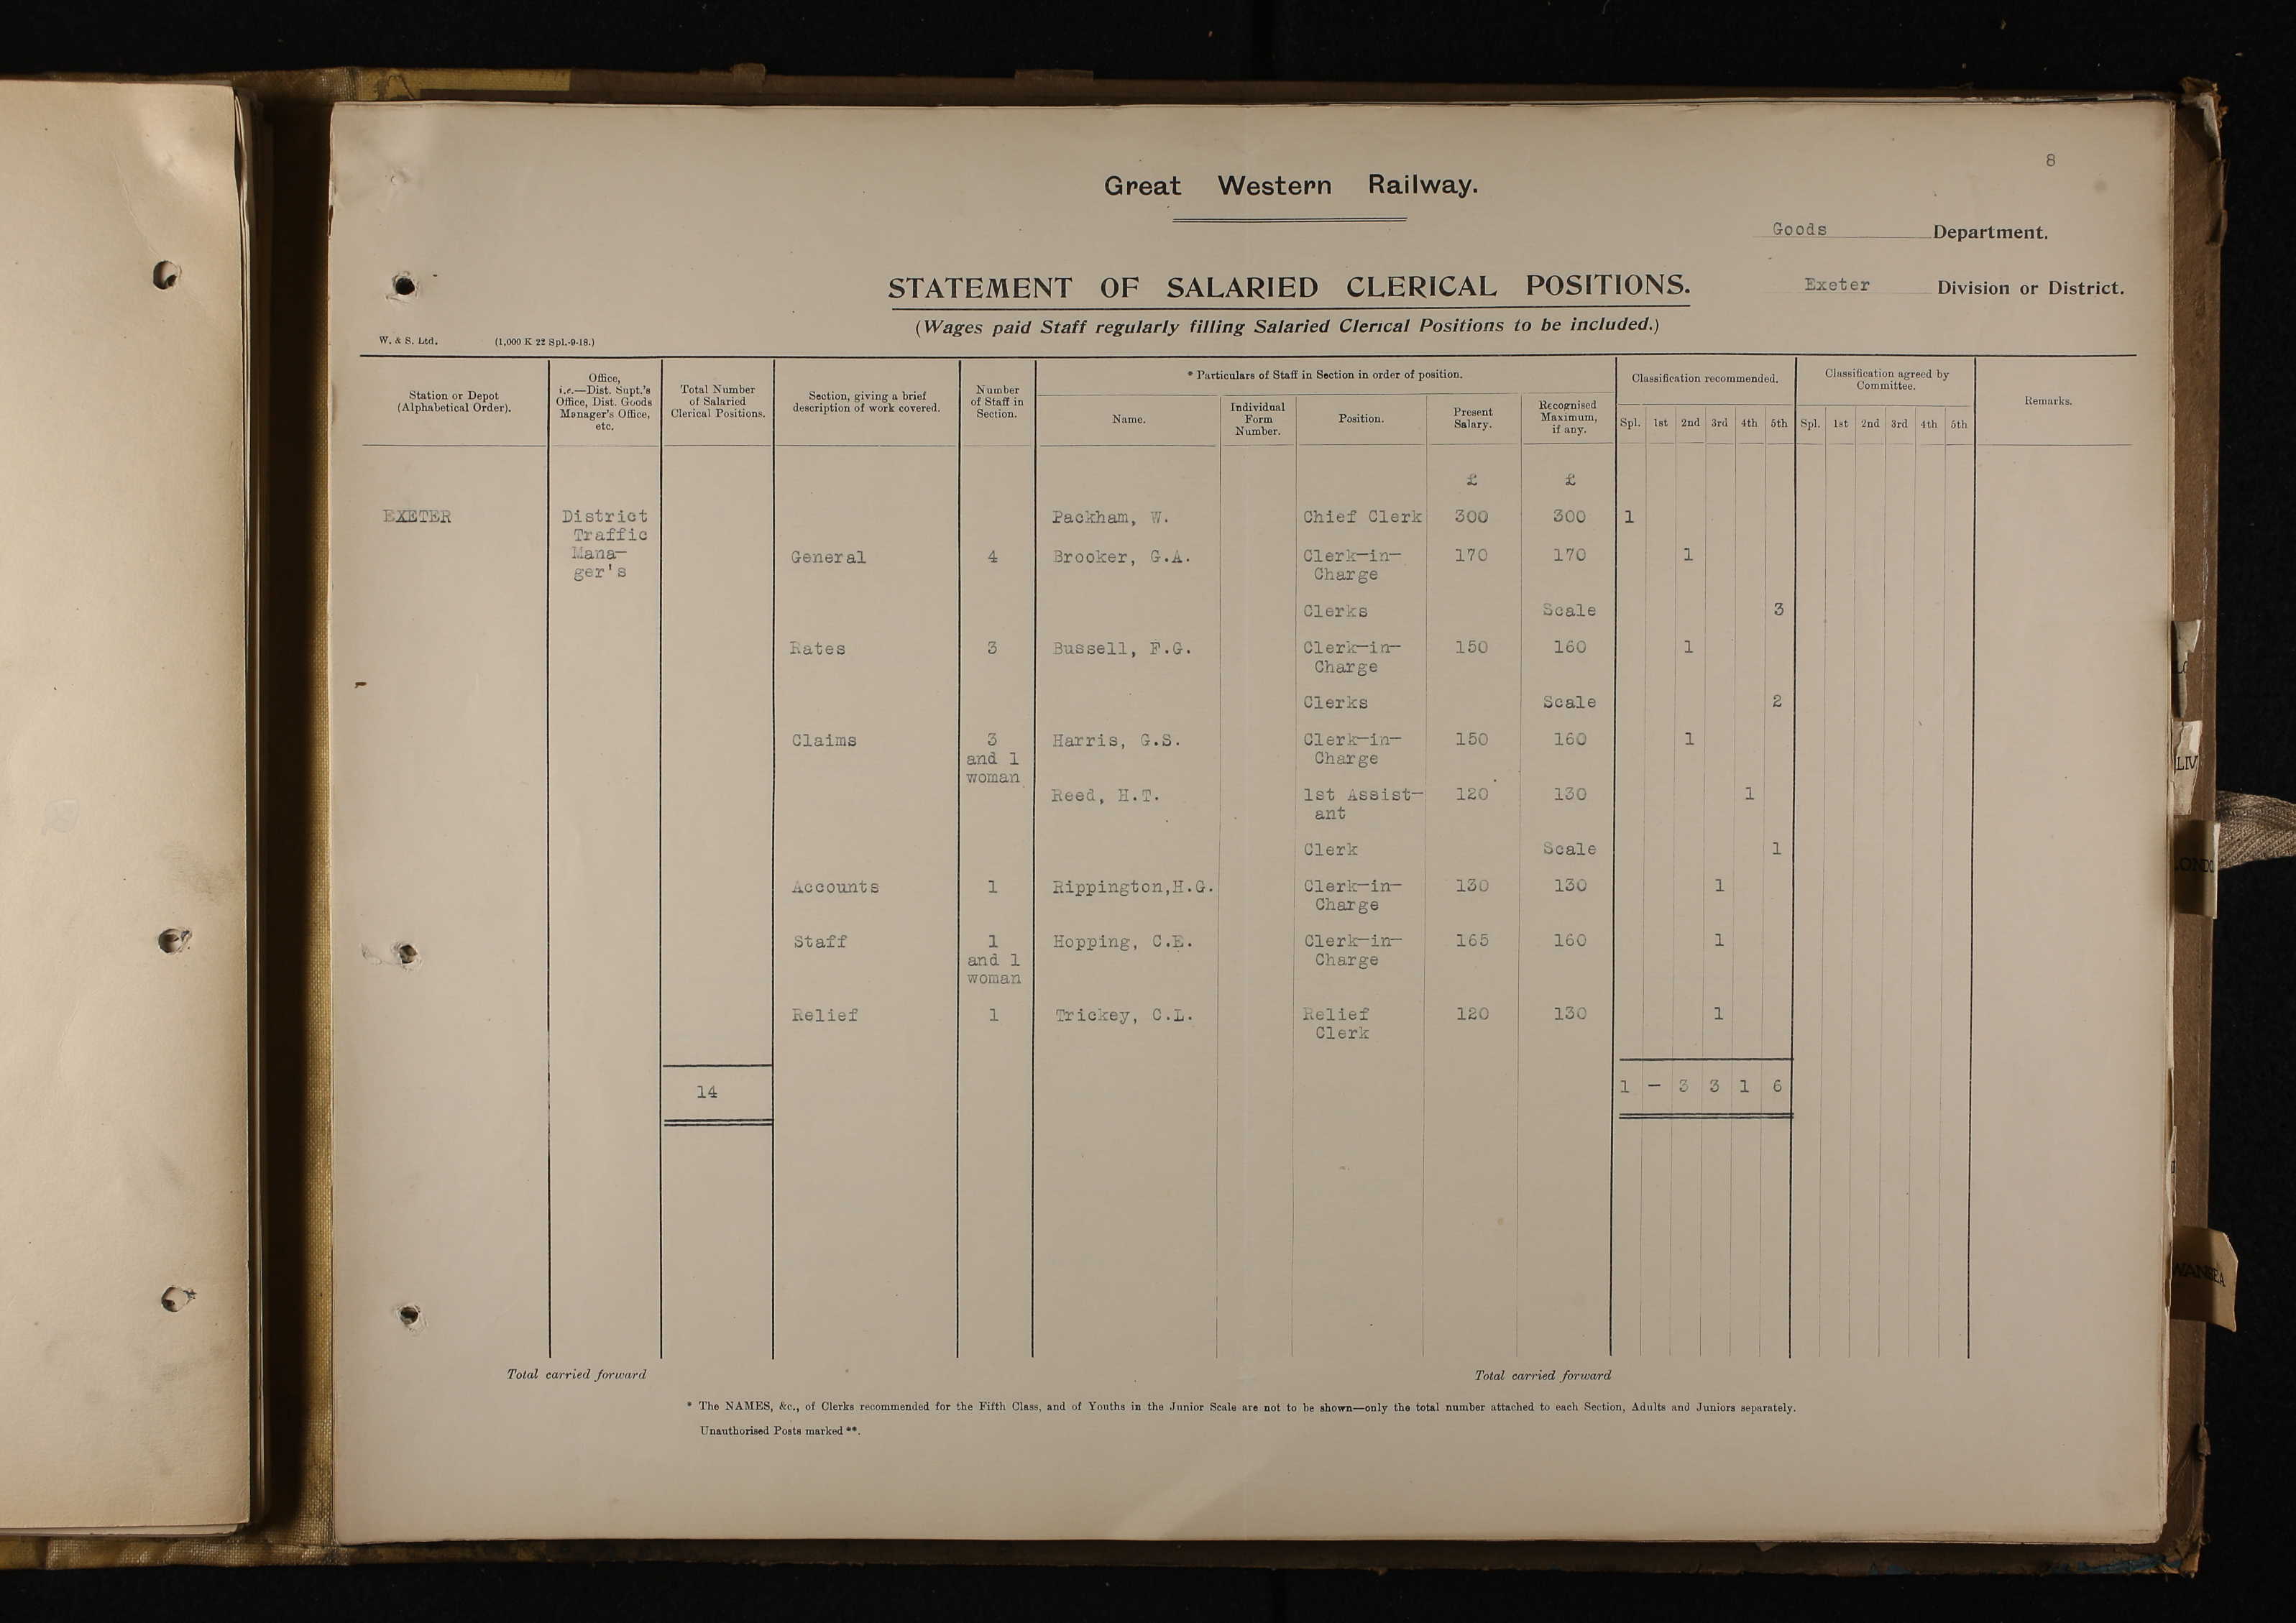 8
Great Western Railway.
Goods Department.
STATEMENT OF SALARIED CLERICAL POSITIONS.
Exeter Division or District.
(Wages paid Staff regularly filling Salaried Clerical Positions to be included.)
W. & S. Ltd. (1,000 K 22 Spl.-9-18.)
Station or Depot
(Alphabetical Order).
Office,
i.e.—Dist. Supt.'s
Office, Dist. Goods
Manager's Office,
etc.
Total Number
of Salaried
Clerical Positions.
Section, giving a brief
description of work covered.
Number
of Staff in
Section.
* Particulars of Staff in Section in order of position.
Name.
Individual
Form
Number.
Position.
Present
Salary.
Recognised
Maximum,
if any.
Classification recommended.
Spl. 1st 2nd 3rd 4th 5th
Classification agreed by
Committee.
Spl. 1st 2nd 3rd 4th 5th
Remarks.
£ £
EXETER District Packham, W. Chief Clerk 300 300 1
Traffic
Mana-
ger's
General 4 Brooker, G.A. Clerk-in- 170 170 1
Charge
Clerks Scale 3
Rates 3 Bussell, F.G. Clerk-in- 150 160 1
Charge
Clerks Scale 2
Claims 3 Harris, G.S. Clerk-in- 150 160 1
and 1 Charge
woman
Reed, H.T. 1st Assist- 120 130 1
ant
Clerk Scale 1
Accounts 1 Rippington,H.G. Clerk-in- 130 130 1
Charge
Staff 1 Hopping, C.E. Clerk-in- 165 160 1
and 1 Charge
woman
Relief 1 Trickey, C.L. Relief 120 130 1
Clerk
14 1 - 3 3 1 6
Total carried forward Total carried forward
* The NAMES, &c., of Clerks recommended for the Fifth Class, and of Youths in the Junior Scale are not to be shown—only the total number attached to each Section, Adults and Juniors separately.
Unauthorised Posts marked **.
LIV
LONDO
WANSEA